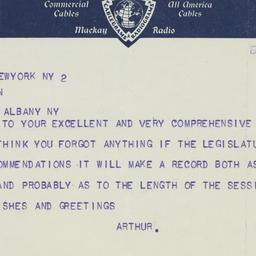 Commercial Cables
All America Cables
Mackay Radio
EWYORK NY 2
N
ALBANY NY
TO YOUR EXCELLENT AND VERY COMPREHENSIVE
THINK YOU FORGOT ANYTHING IF THE LEGISLATU
OMMENDATIONS IT WILL MAKE A RECORD BOTH AS
AND PROBABLY AS TO THE LENGTH OF THE SESSI
SHES AND GREETINGS
ARTHUR.